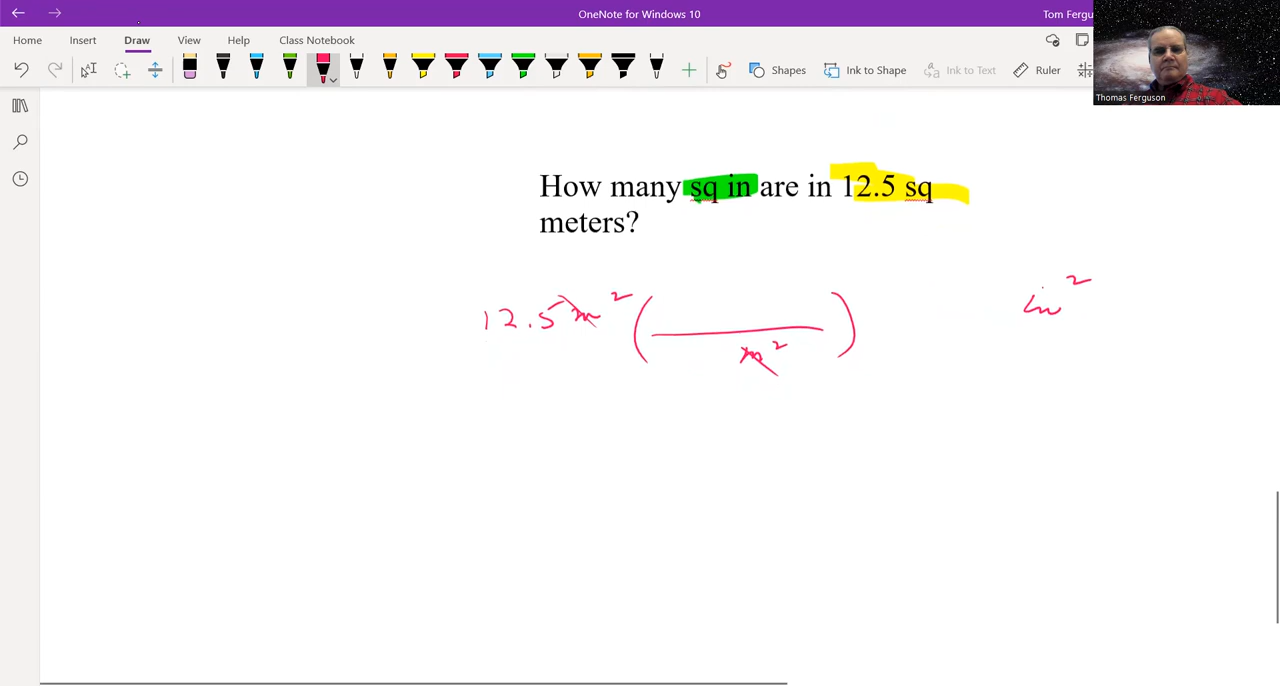 OneNote for Windows 10
Tom Fergu
Home Insert Draw View Help Class Notebook
Shapes Ink to Shape Ink to Text Ruler
Thomas Ferguson
How many sq in are in 12.5 sq
meters?
12.5 m² ( / m² ) in²